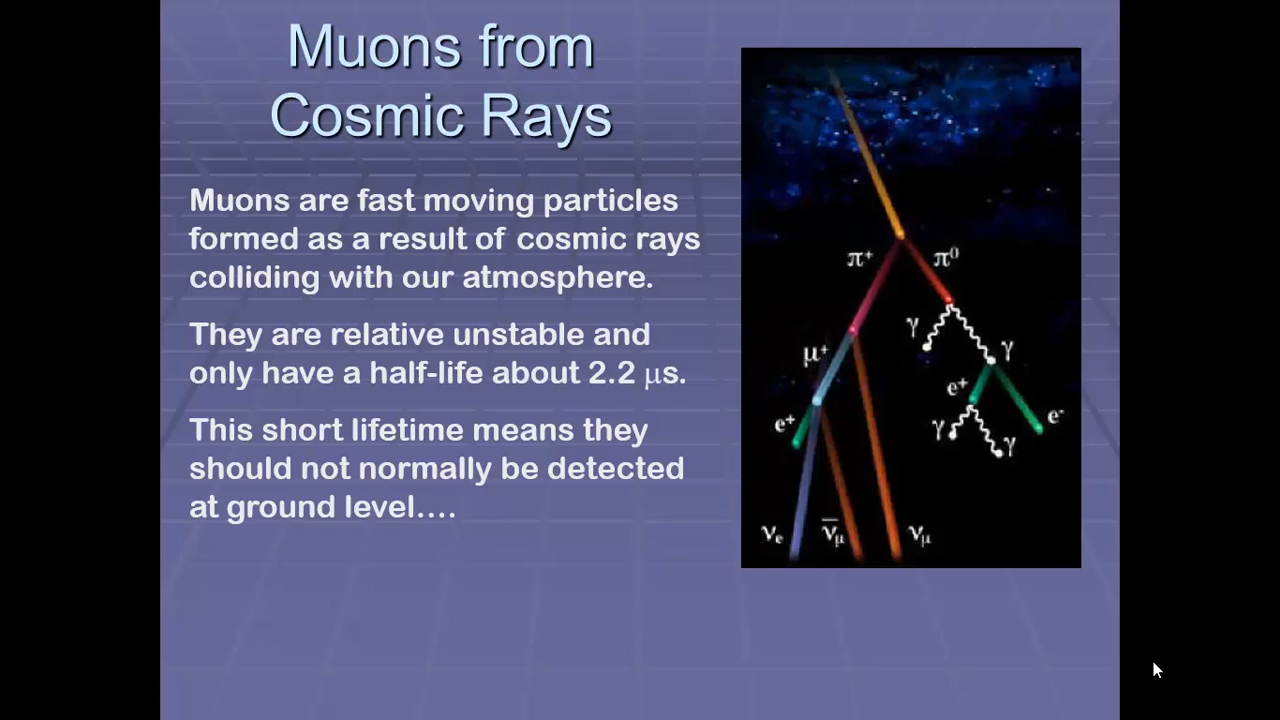 Muons from
Cosmic Rays
Muons are fast moving particles
formed as a result of cosmic rays
colliding with our atmosphere.
They are relative unstable and
only have a half-life about 2.2 μs.
This short lifetime means they
should not normally be detected
at ground level….
π⁺ π⁰
γ γ
μ⁺
e⁺ e⁻
e⁺ γ γ
νₑ ν̅μ νμ